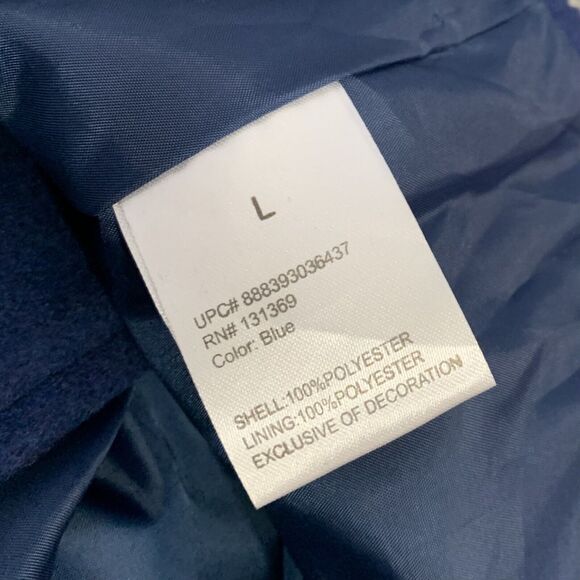 L
UPC# 888393036437
RN# 131369
Color: Blue
SHELL:100%POLYESTER
LINING:100%POLYESTER
EXCLUSIVE OF DECORATION